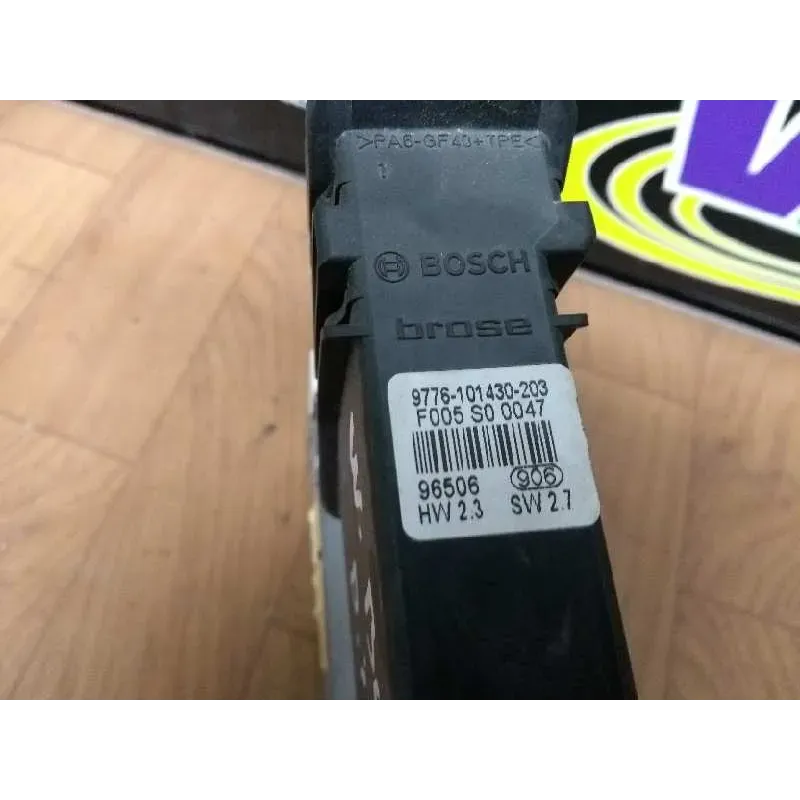 >PA6-GF40+TPE<
1
BOSCH
brose
9776-101430-203
F005 S0 0047
96506 906
HW 2.3 SW 2.7